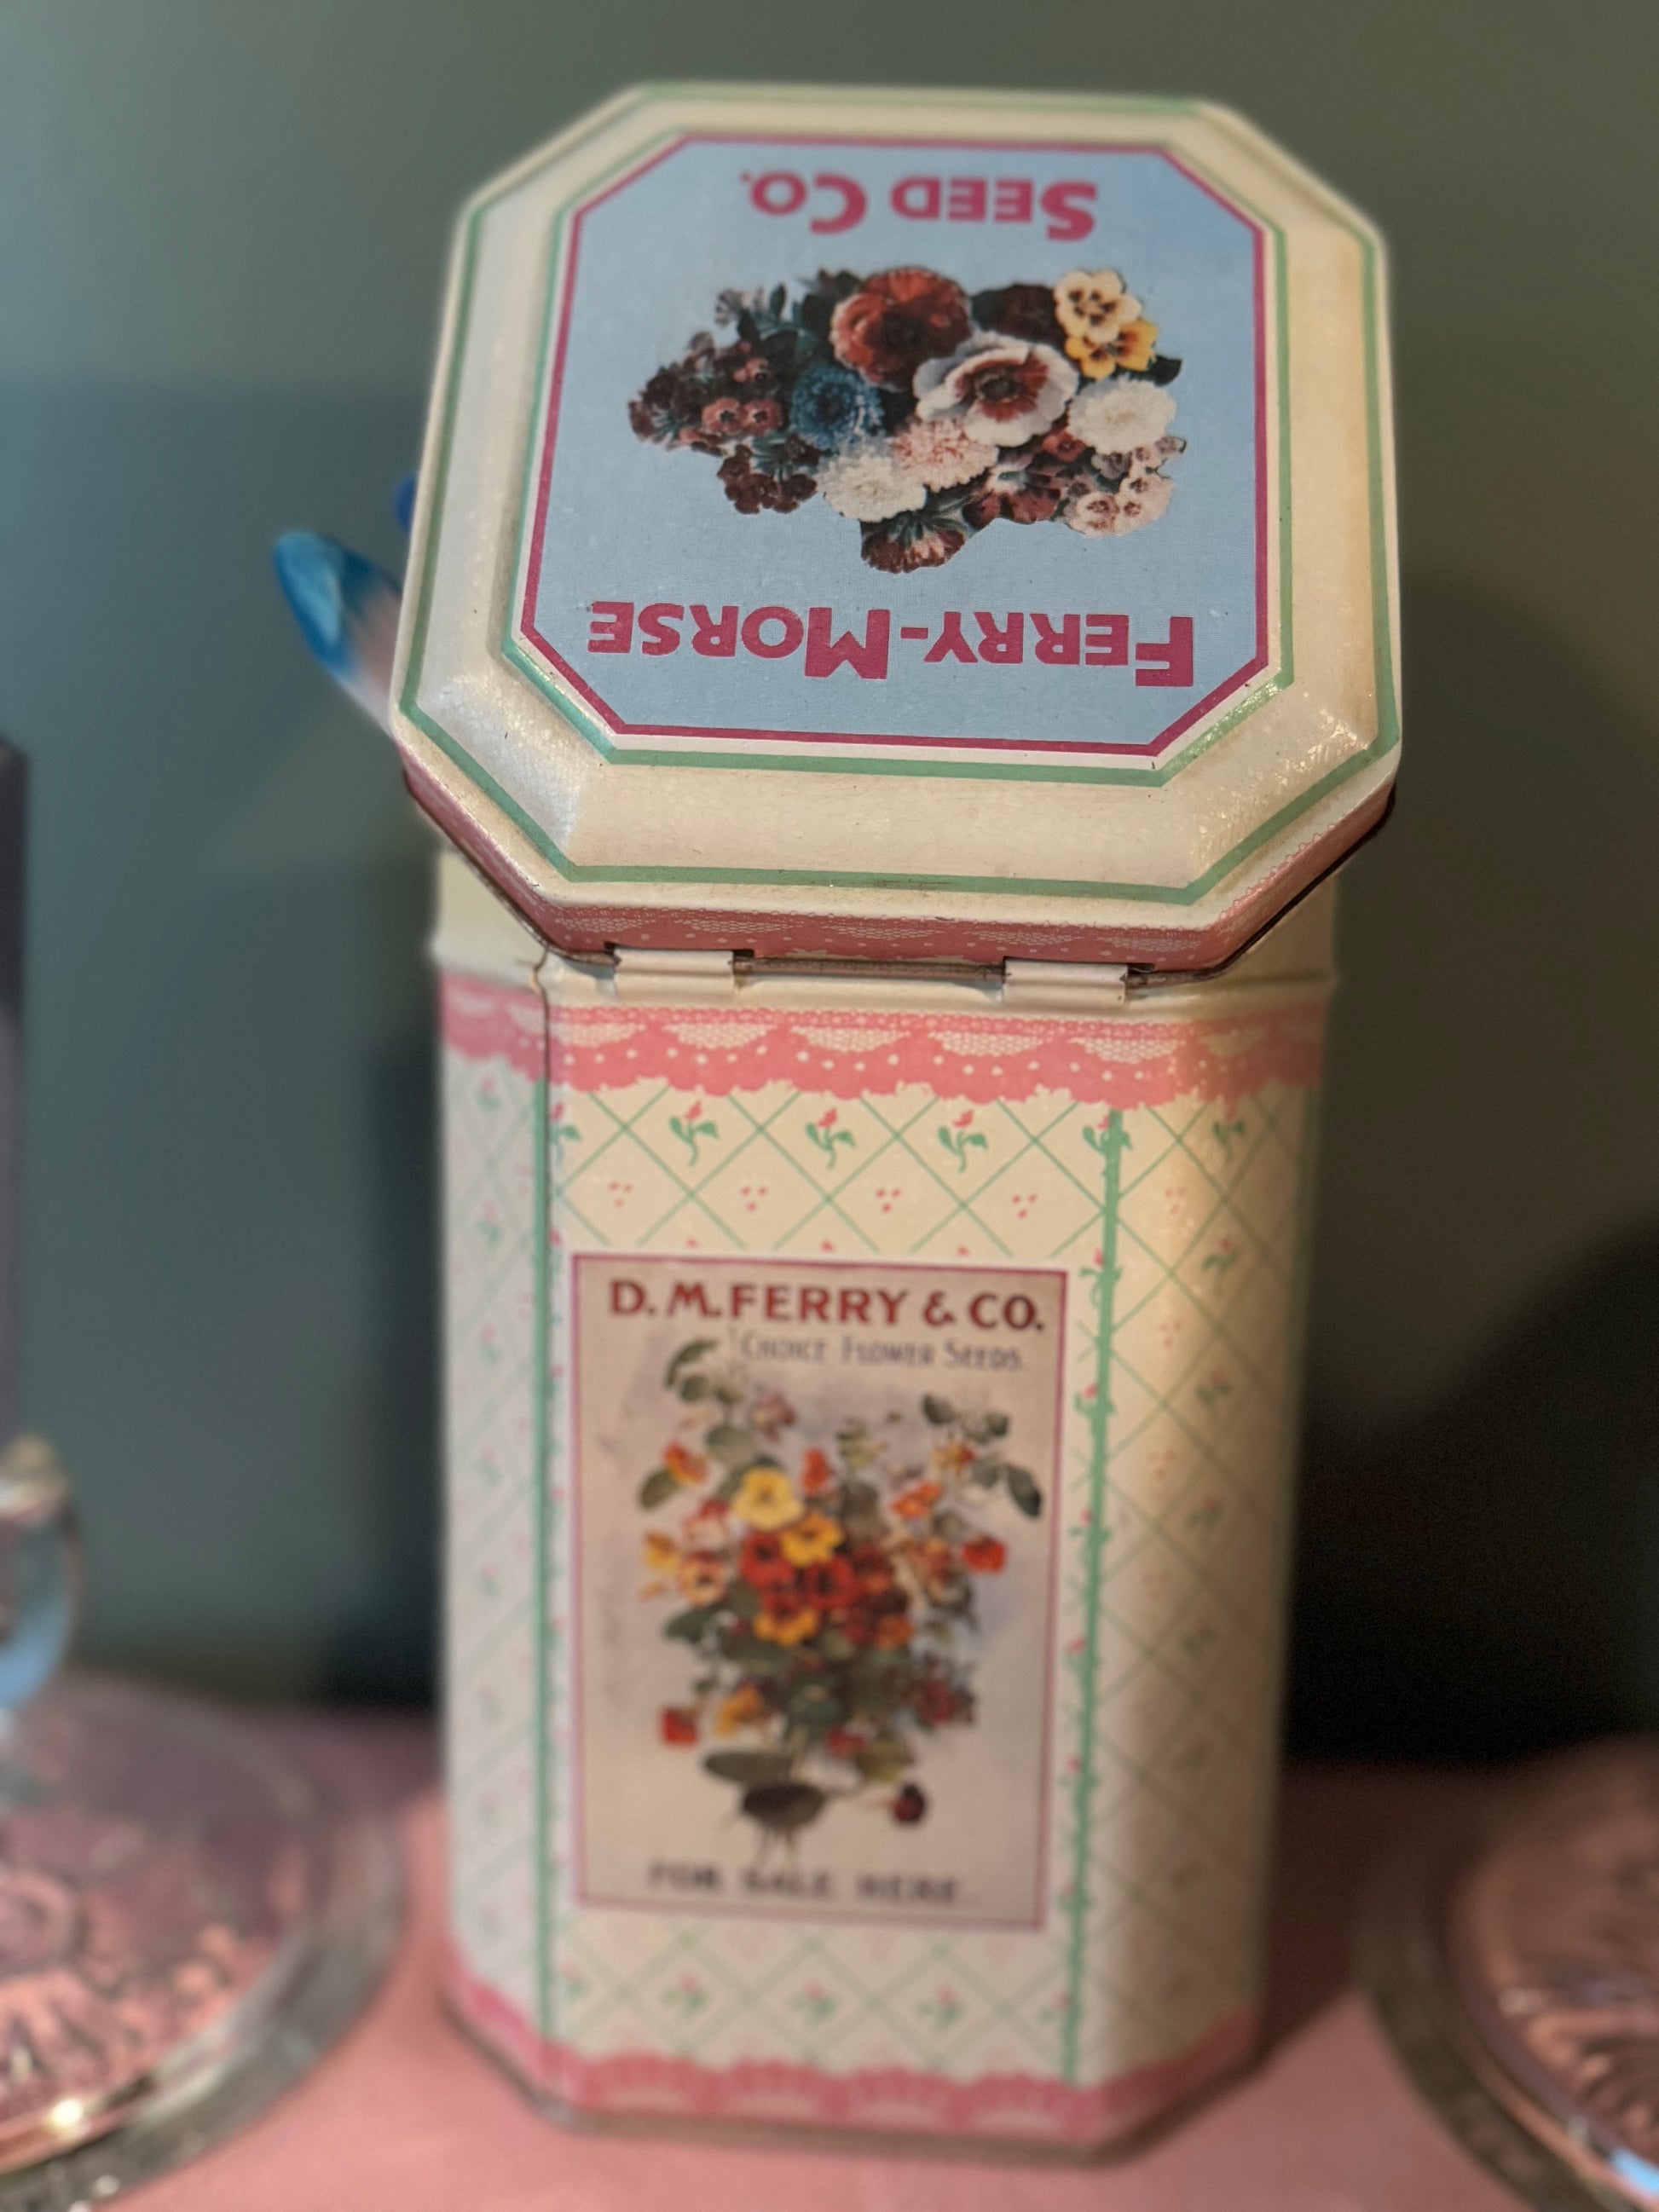 FERRY-MORSE
SEED CO.
D. M. FERRY & CO.
CHOICE FLOWER SEEDS.
FOR SALE HERE.